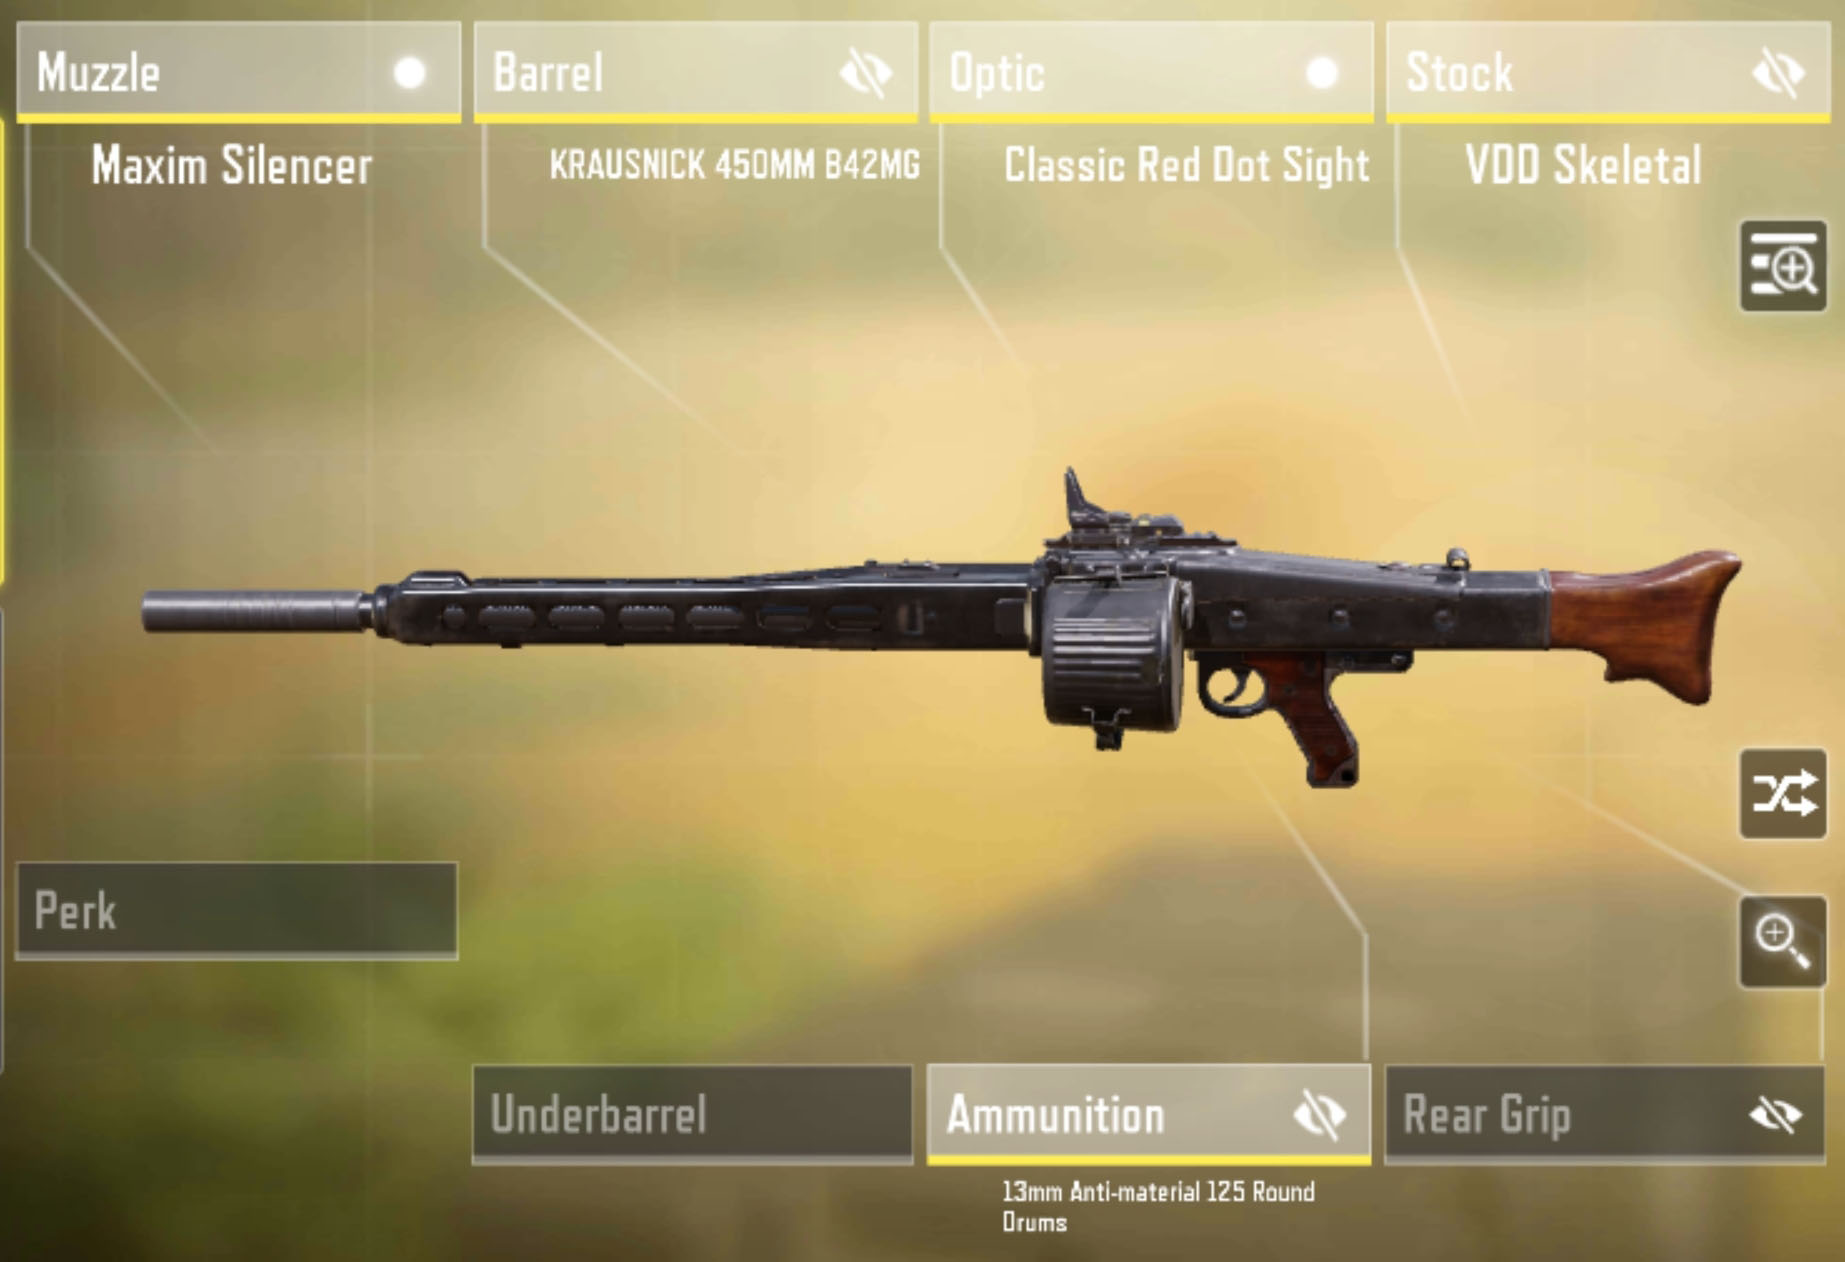 Muzzle
Barrel
Optic
Stock
Maxim Silencer
KRAUSNICK 450MM B42MG
Classic Red Dot Sight
VDD Skeletal
Perk
Underbarrel
Ammunition
Rear Grip
13mm Anti-material 125 Round
Drums